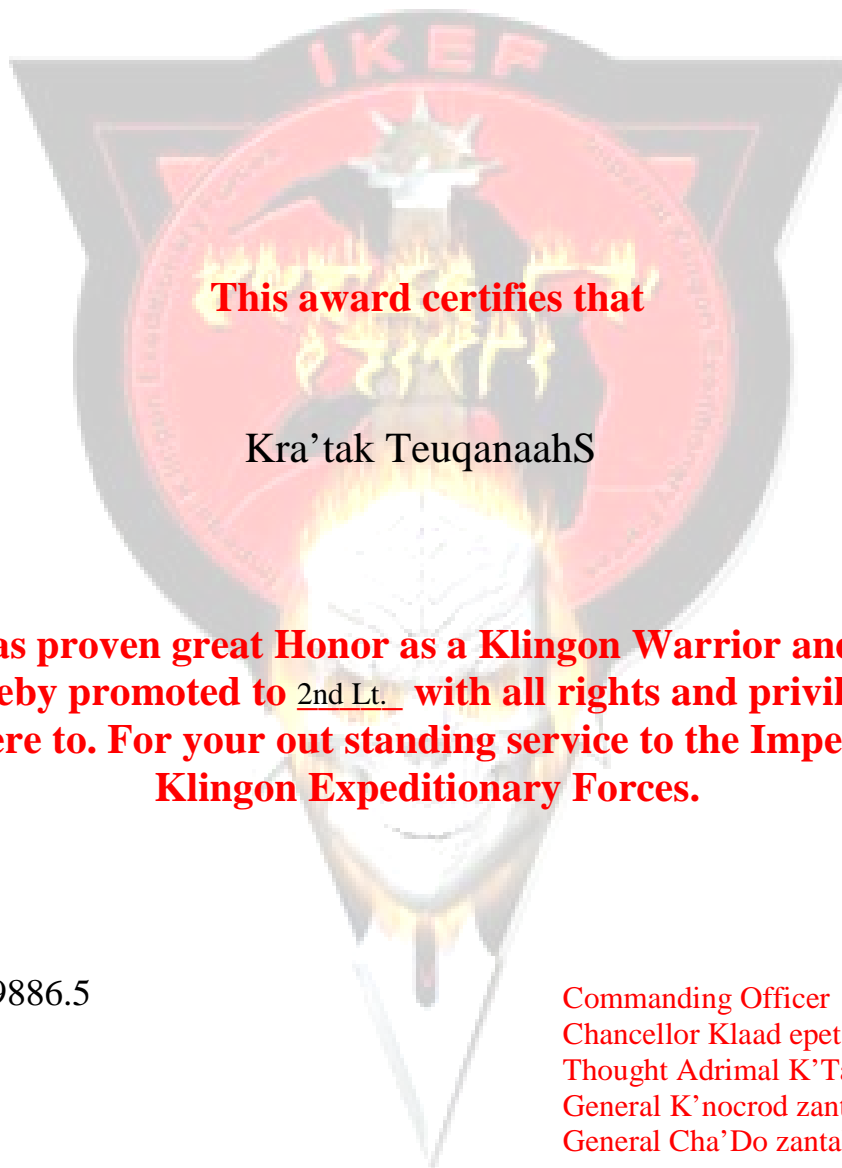 IKEF
This award certifies that
Kra’tak TeuqanaahS
as proven great Honor as a Klingon Warrior and
eby promoted to 2nd Lt. with all rights and privil
ere to. For your out standing service to the Impe
Klingon Expeditionary Forces.
9886.5
Commanding Officer
Chancellor Klaad epet
Thought Adrimal K’Ta
General K’nocrod zant
General Cha’Do zanta